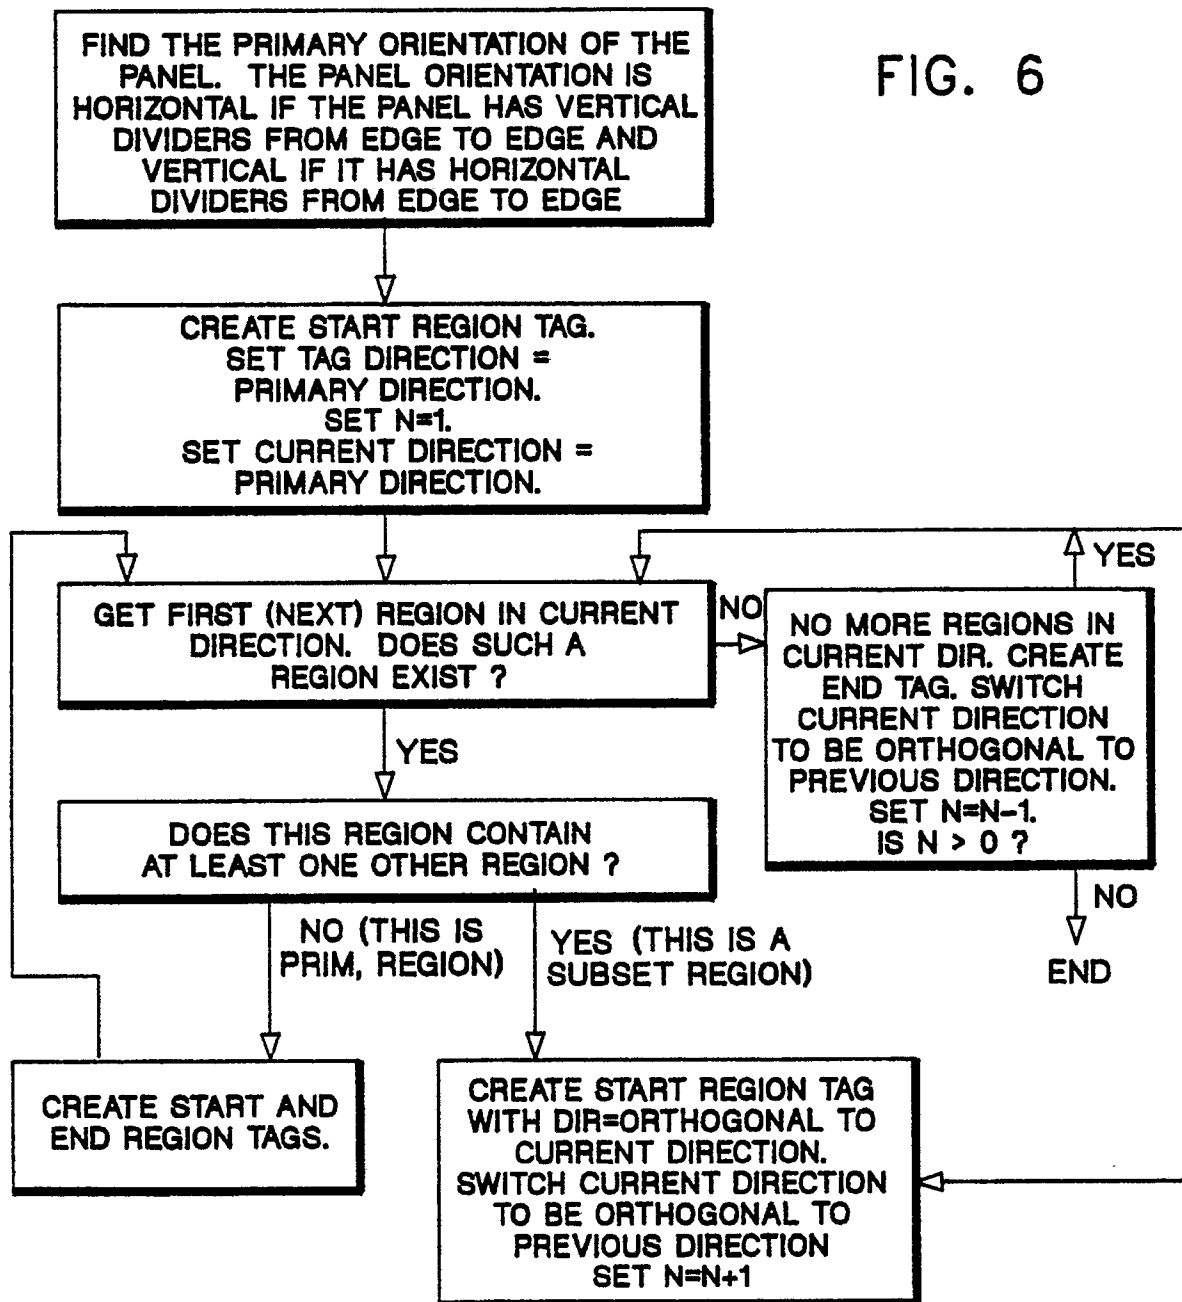 FIND THE PRIMARY ORIENTATION OF THE
PANEL. THE PANEL ORIENTATION IS
HORIZONTAL IF THE PANEL HAS VERTICAL
DIVIDERS FROM EDGE TO EDGE AND
VERTICAL IF IT HAS HORIZONTAL
DIVIDERS FROM EDGE TO EDGE
FIG. 6
CREATE START REGION TAG.
SET TAG DIRECTION =
PRIMARY DIRECTION.
SET N=1.
SET CURRENT DIRECTION =
PRIMARY DIRECTION.
GET FIRST (NEXT) REGION IN CURRENT
DIRECTION. DOES SUCH A
REGION EXIST ?
NO
YES
NO MORE REGIONS IN
CURRENT DIR. CREATE
END TAG. SWITCH
CURRENT DIRECTION
TO BE ORTHOGONAL TO
PREVIOUS DIRECTION.
SET N=N-1.
IS N > 0 ?
NO
END
YES
DOES THIS REGION CONTAIN
AT LEAST ONE OTHER REGION ?
NO (THIS IS
PRIM, REGION)
YES (THIS IS A
SUBSET REGION)
CREATE START AND
END REGION TAGS.
CREATE START REGION TAG
WITH DIR=ORTHOGONAL TO
CURRENT DIRECTION.
SWITCH CURRENT DIRECTION
TO BE ORTHOGONAL TO
PREVIOUS DIRECTION
SET N=N+1